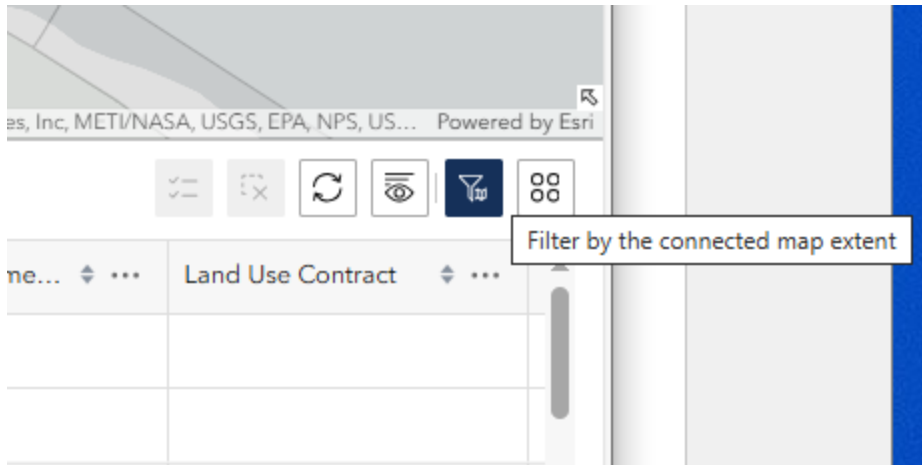 es, Inc, METI/NASA, USGS, EPA, NPS, US... Powered by Esri
Filter by the connected map extent
me... Land Use Contract